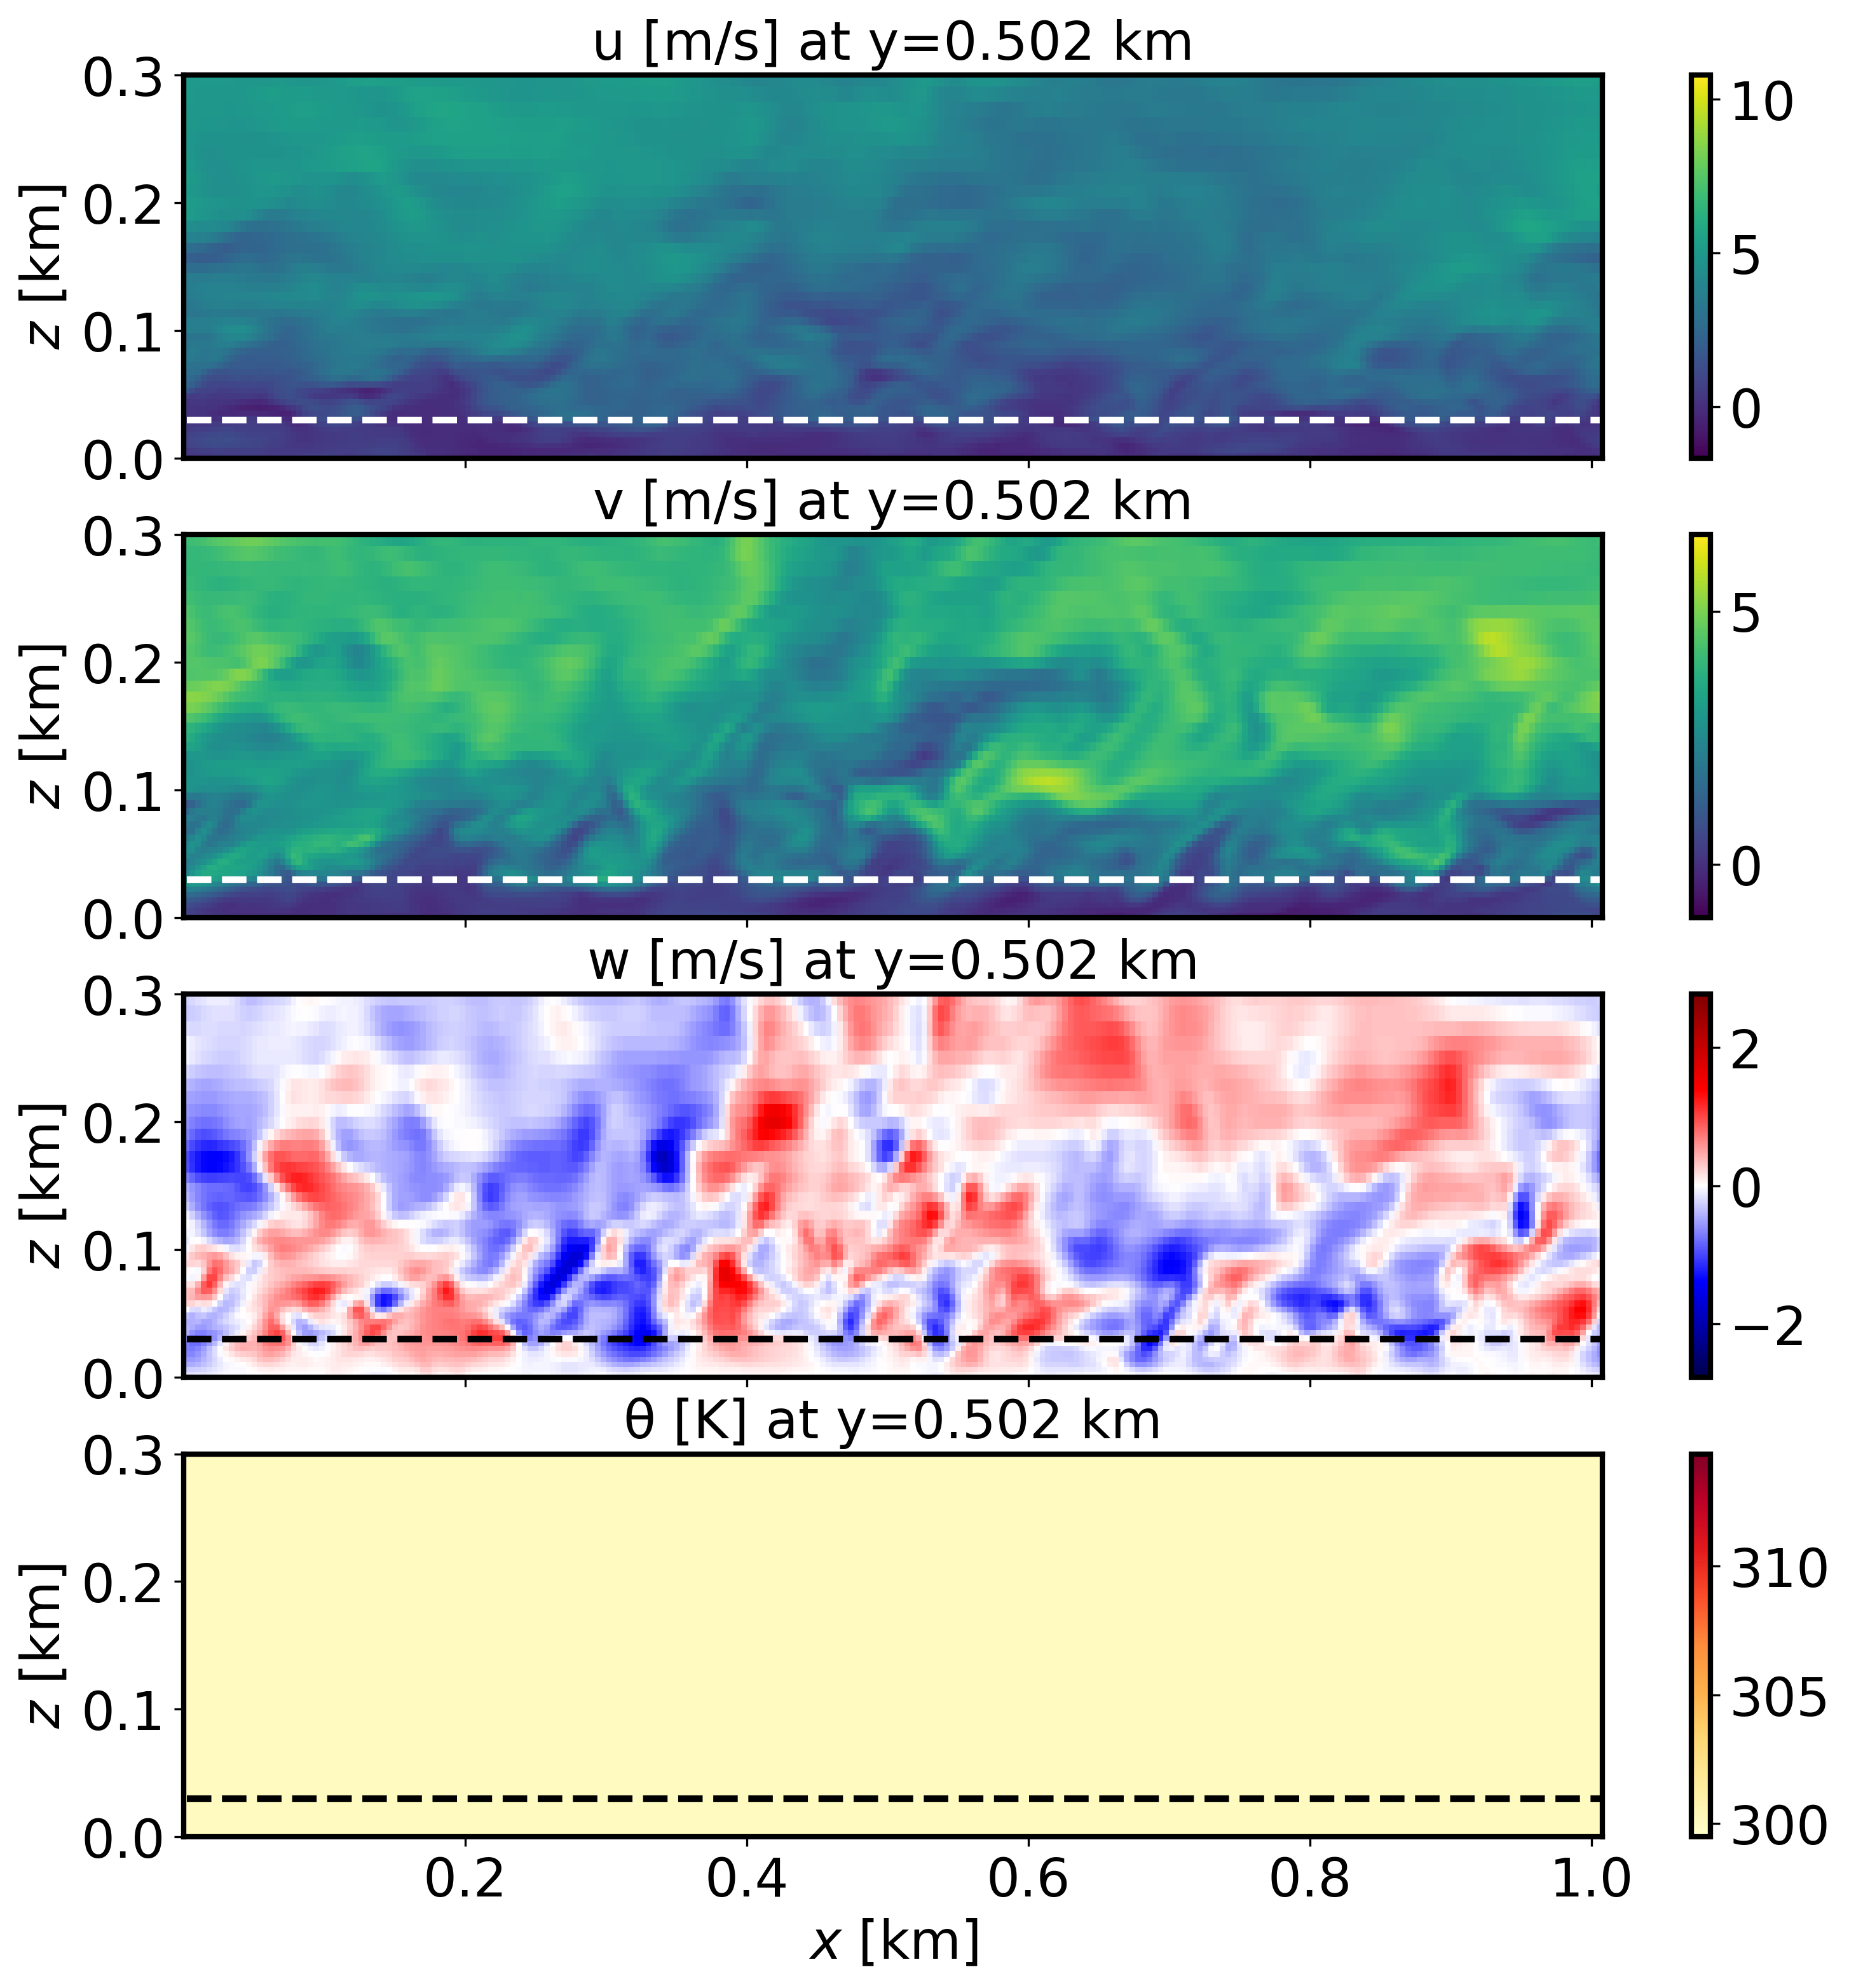 u [m/s] at y=0.502 km
z [km]
0.3
0.2
0.1
0.0
10
5
0
v [m/s] at y=0.502 km
z [km]
0.3
0.2
0.1
0.0
5
0
w [m/s] at y=0.502 km
z [km]
0.3
0.2
0.1
0.0
2
0
−2
θ [K] at y=0.502 km
z [km]
0.3
0.2
0.1
0.0
310
305
300
0.2 0.4 0.6 0.8 1.0
x [km]